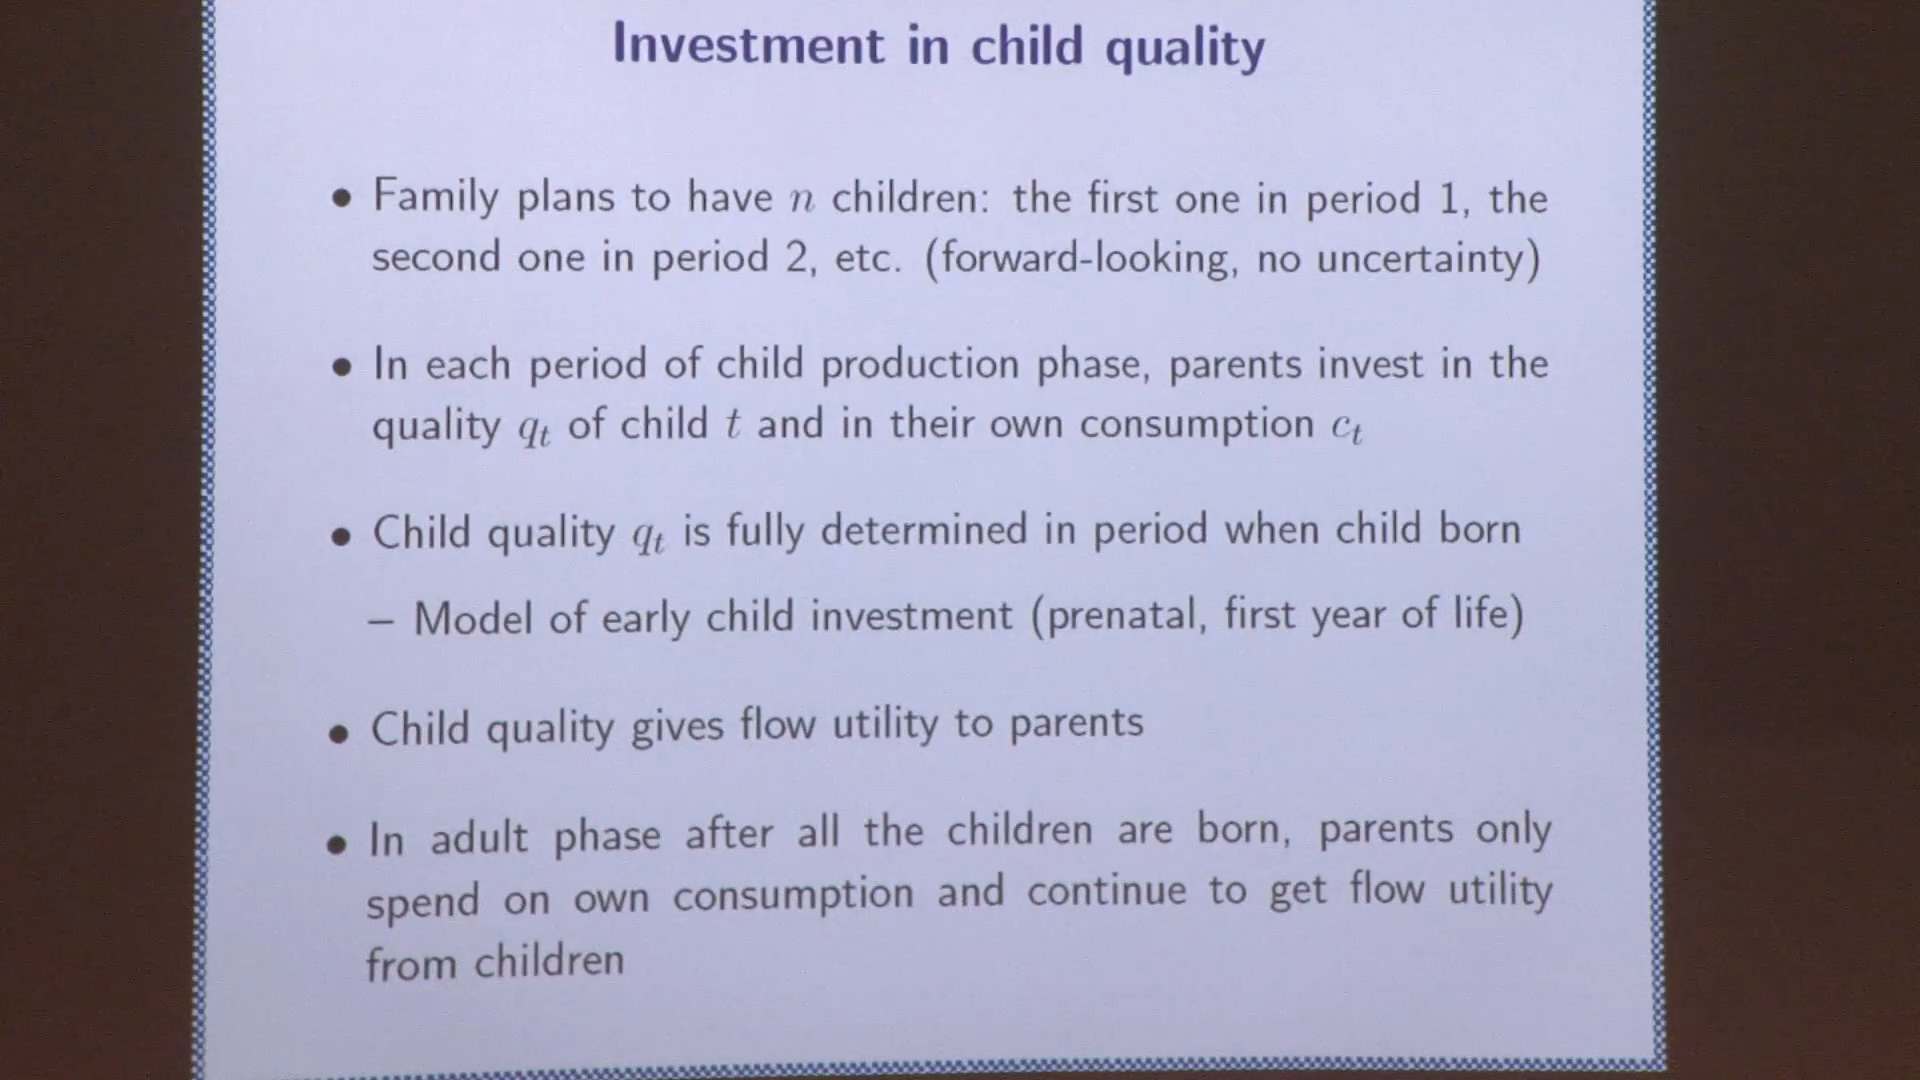 Investment in child quality
• Family plans to have n children: the first one in period 1, the
second one in period 2, etc. (forward-looking, no uncertainty)
• In each period of child production phase, parents invest in the
quality qₜ of child t and in their own consumption cₜ
• Child quality qₜ is fully determined in period when child born
– Model of early child investment (prenatal, first year of life)
• Child quality gives flow utility to parents
• In adult phase after all the children are born, parents only
spend on own consumption and continue to get flow utility
from children